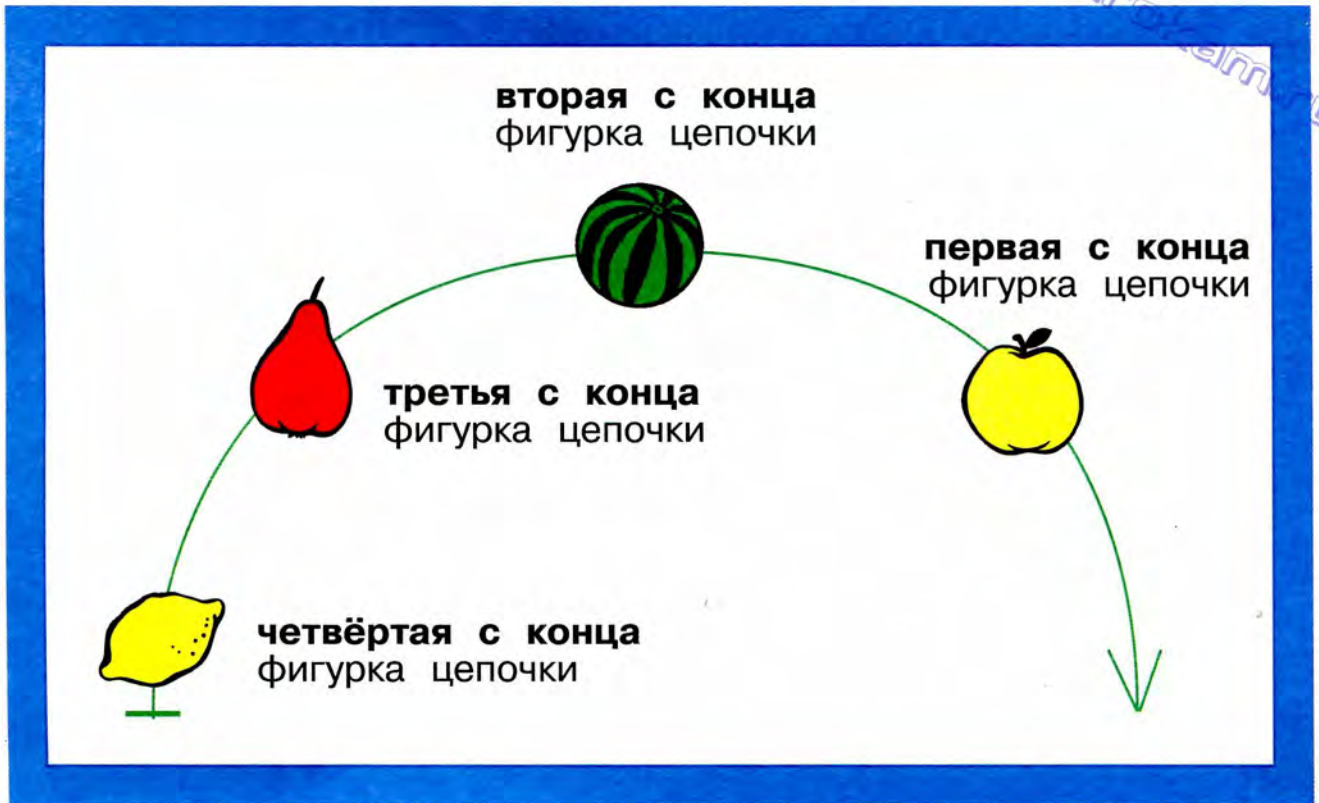 вторая с конца
фигурка цепочки
первая с конца
фигурка цепочки
третья с конца
фигурка цепочки
четвёртая с конца
фигурка цепочки